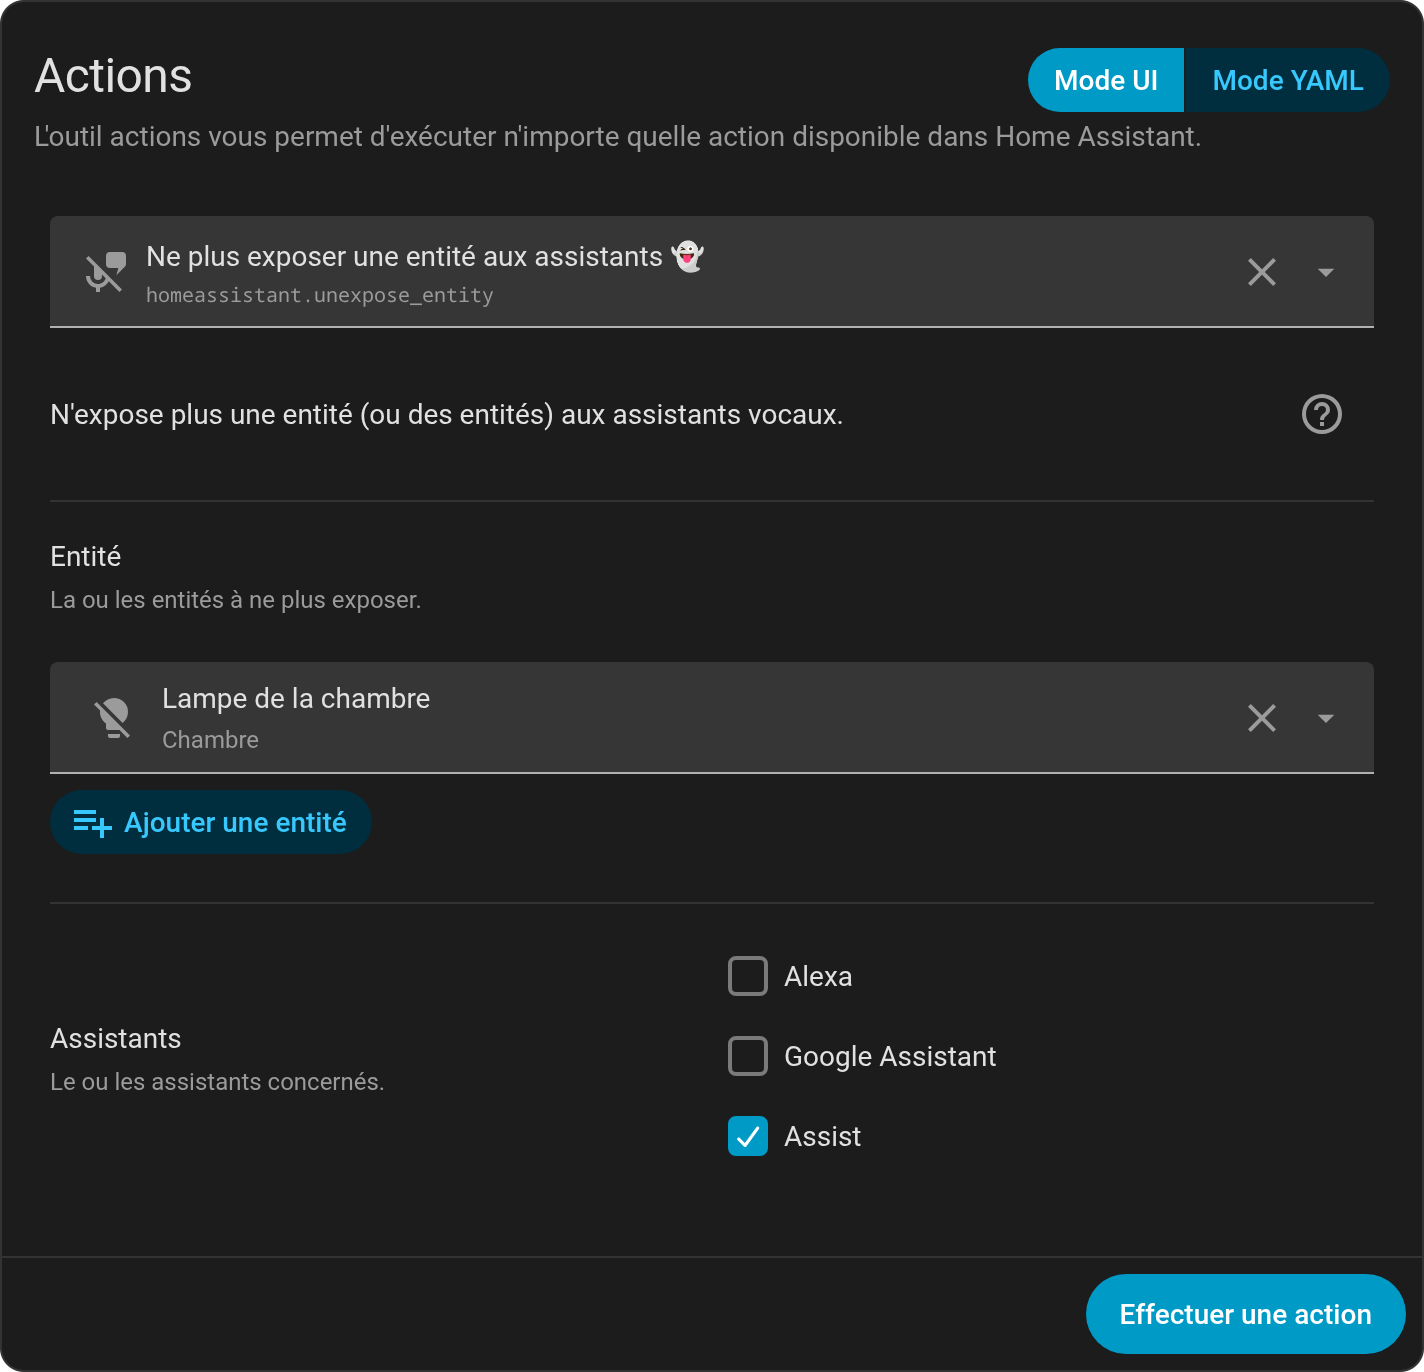 Actions
Mode UI
Mode YAML
L'outil actions vous permet d'exécuter n'importe quelle action disponible dans Home Assistant.
Ne plus exposer une entité aux assistants 👻
homeassistant.unexpose_entity
N'expose plus une entité (ou des entités) aux assistants vocaux.
Entité
La ou les entités à ne plus exposer.
Lampe de la chambre
Chambre
Ajouter une entité
Assistants
Le ou les assistants concernés.
Alexa
Google Assistant
Assist
Effectuer une action